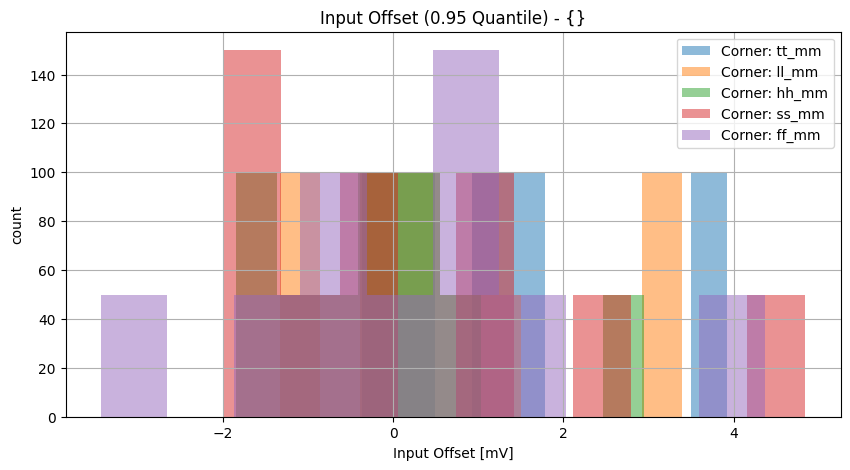 Input Offset (0.95 Quantile) - {}
Corner: tt_mm
Corner: ll_mm
Corner: hh_mm
Corner: ss_mm
Corner: ff_mm
140
120
100
80
60
40
20
0
count
−2
0
2
4
Input Offset [mV]